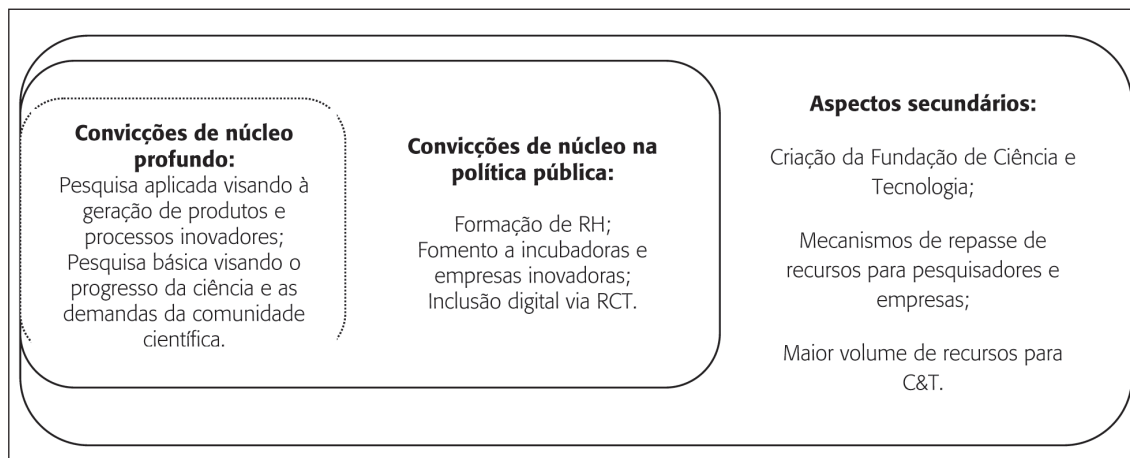 Convicções de núcleo
profundo:
Pesquisa aplicada visando à
geração de produtos e
processos inovadores;
Pesquisa básica visando o
progresso da ciência e as
demandas da comunidade
científica.
Convicções de núcleo na
política pública:
Formação de RH;
Fomento a incubadoras e
empresas inovadoras;
Inclusão digital via RCT.
Aspectos secundários:
Criação da Fundação de Ciência e
Tecnologia;
Mecanismos de repasse de
recursos para pesquisadores e
empresas;
Maior volume de recursos para
C&T.